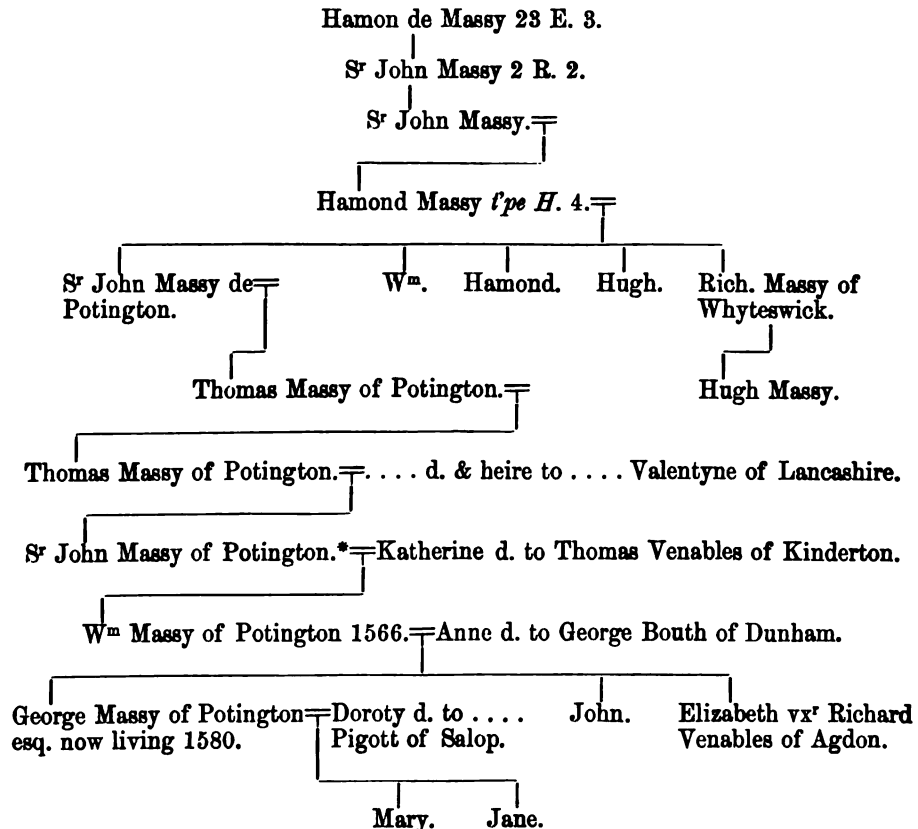 Hamon de Massy 23 E. 3.
Sʳ John Massy 2 R. 2.
Sʳ John Massy.
Hamond Massy t'pe H. 4.
Sʳ John Massy de Potington.
Wᵐ. Hamond. Hugh. Rich. Massy of Whyteswick.
Thomas Massy of Potington. Hugh Massy.
Thomas Massy of Potington. . . . . d. & heire to . . . . Valentyne of Lancashire.
Sʳ John Massy of Potington.* Katherine d. to Thomas Venables of Kinderton.
Wᵐ Massy of Potington 1566. Anne d. to George Bouth of Dunham.
George Massy of Potington esq. now living 1580.
Doroty d. to . . . . Pigott of Salop.
John.
Elizabeth vxʳ Richard Venables of Agdon.
Mary. Jane.